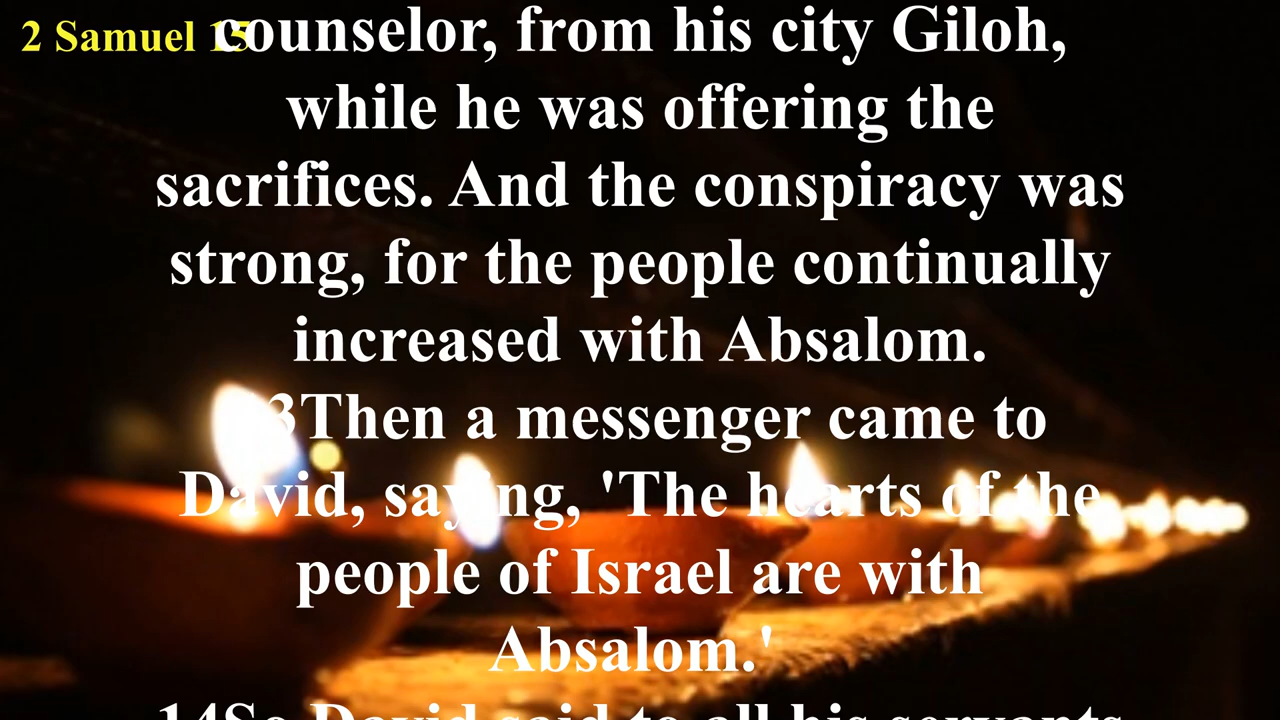 2 Samuel 15
counselor, from his city Giloh,
while he was offering the
sacrifices. And the conspiracy was
strong, for the people continually
increased with Absalom.
13Then a messenger came to
David, saying, 'The hearts of the
people of Israel are with
Absalom.'
14So David said to all his servants